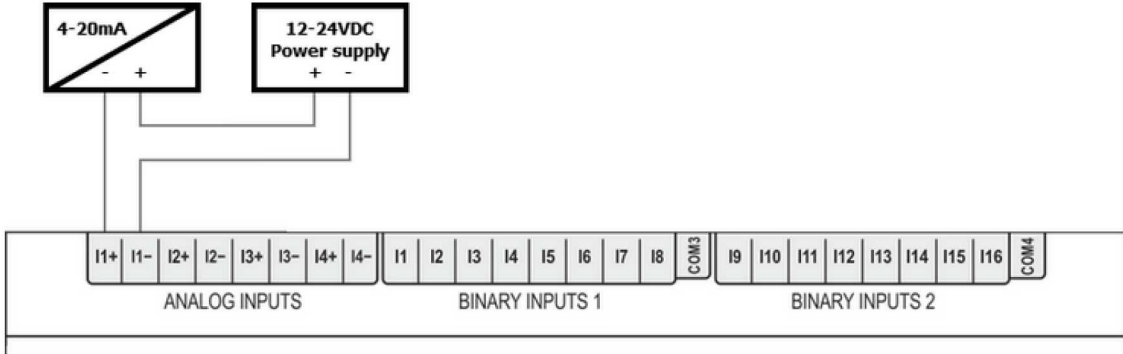 4-20mA
- +
12-24VDC
Power supply
+ -
I1+ I1− I2+ I2− I3+ I3− I4+ I4− I1 I2 I3 I4 I5 I6 I7 I8 COM3 I9 I10 I11 I12 I13 I14 I15 I16 COM4
ANALOG INPUTS BINARY INPUTS 1 BINARY INPUTS 2